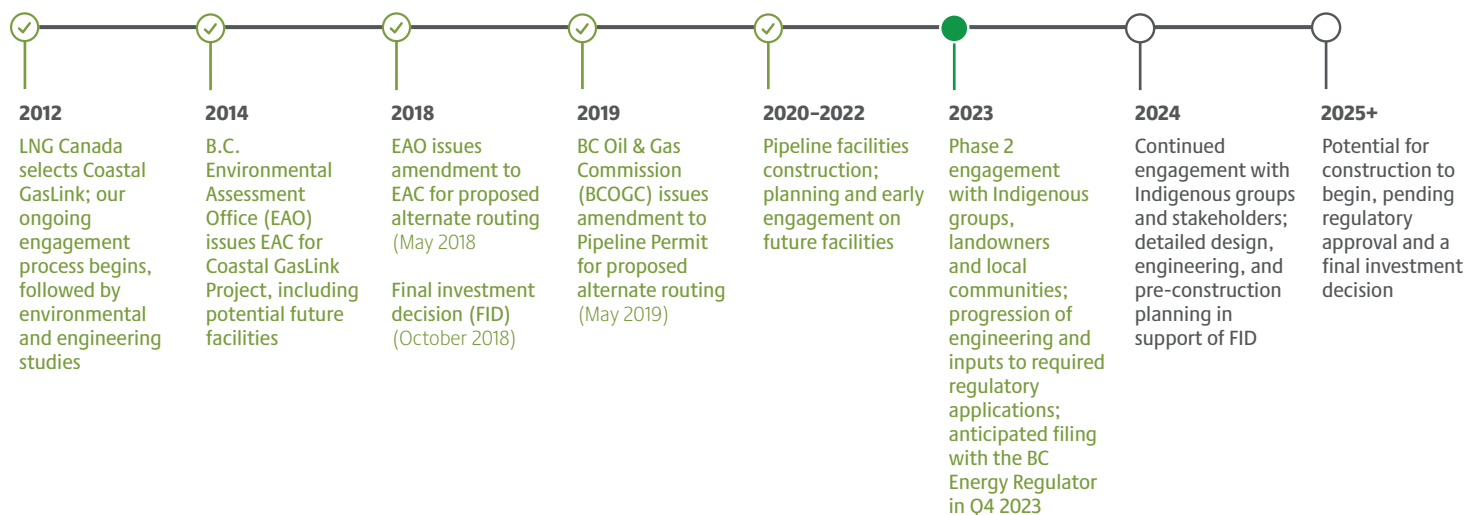 2012
LNG Canada
selects Coastal
GasLink; our
ongoing
engagement
process begins,
followed by
environmental
and engineering
studies
2014
B.C.
Environmental
Assessment
Office (EAO)
issues EAC for
Coastal GasLink
Project, including
potential future
facilities
2018
EAO issues
amendment to
EAC for proposed
alternate routing
(May 2018
Final investment
decision (FID)
(October 2018)
2019
BC Oil & Gas
Commission
(BCOGC) issues
amendment to
Pipeline Permit
for proposed
alternate routing
(May 2019)
2020–2022
Pipeline facilities
construction;
planning and early
engagement on
future facilities
2023
Phase 2
engagement
with Indigenous
groups,
landowners
and local
communities;
progression of
engineering and
inputs to required
regulatory
applications;
anticipated filing
with the BC
Energy Regulator
in Q4 2023
2024
Continued
engagement with
Indigenous groups
and stakeholders;
detailed design,
engineering, and
pre-construction
planning in
support of FID
2025+
Potential for
construction to
begin, pending
regulatory
approval and a
final investment
decision